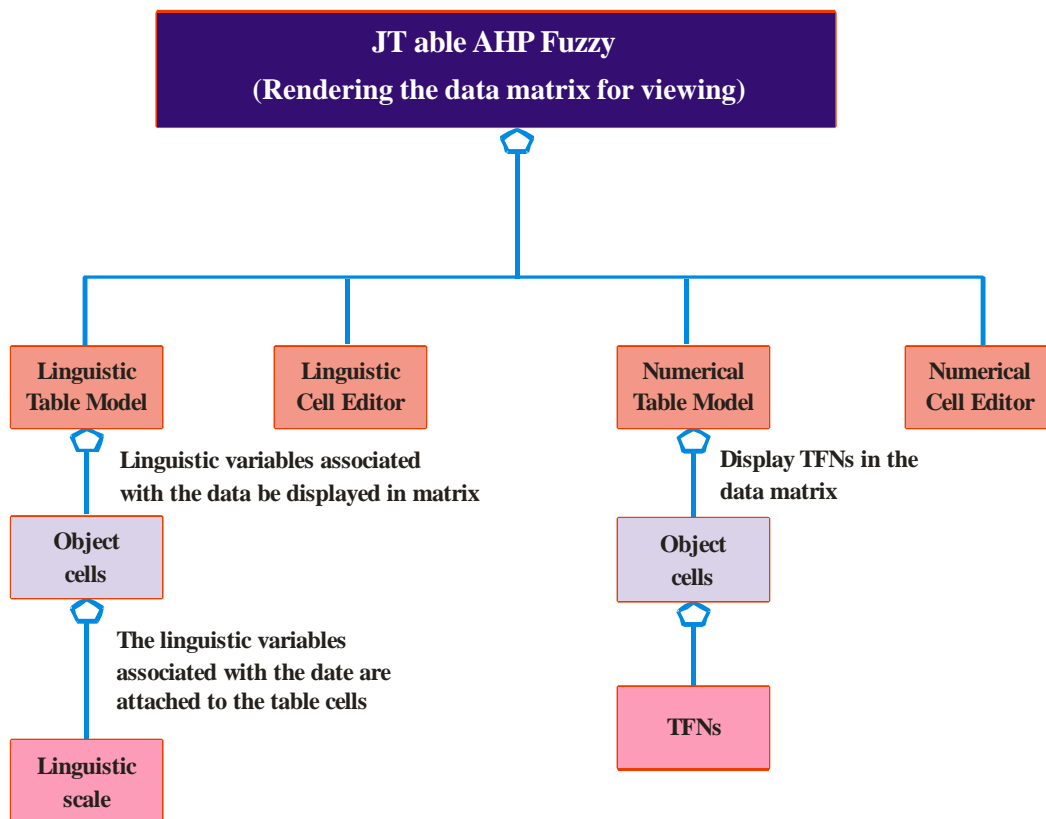 JT able AHP Fuzzy
(Rendering the data matrix for viewing)
Linguistic
Table Model
Linguistic
Cell Editor
Numerical
Table Model
Numerical
Cell Editor
Linguistic variables associated
with the data be displayed in matrix
Display TFNs in the
data matrix
Object
cells
Object
cells
The linguistic variables
associated with the date are
attached to the table cells
TFNs
Linguistic
scale